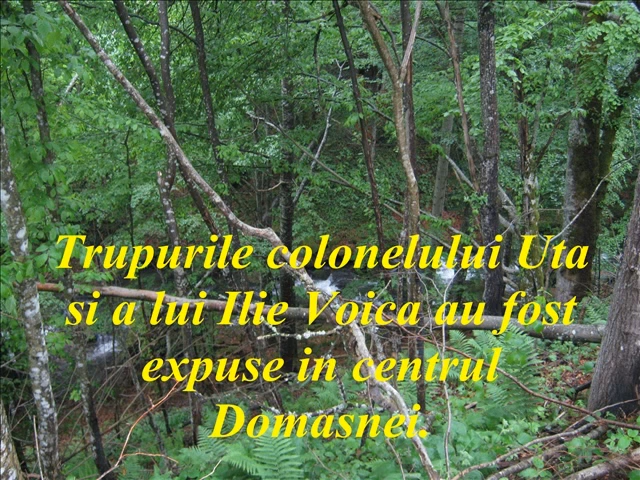 Trupurile colonelului Uta
si a lui Ilie Voica au fost
expuse in centrul
Domasnei.